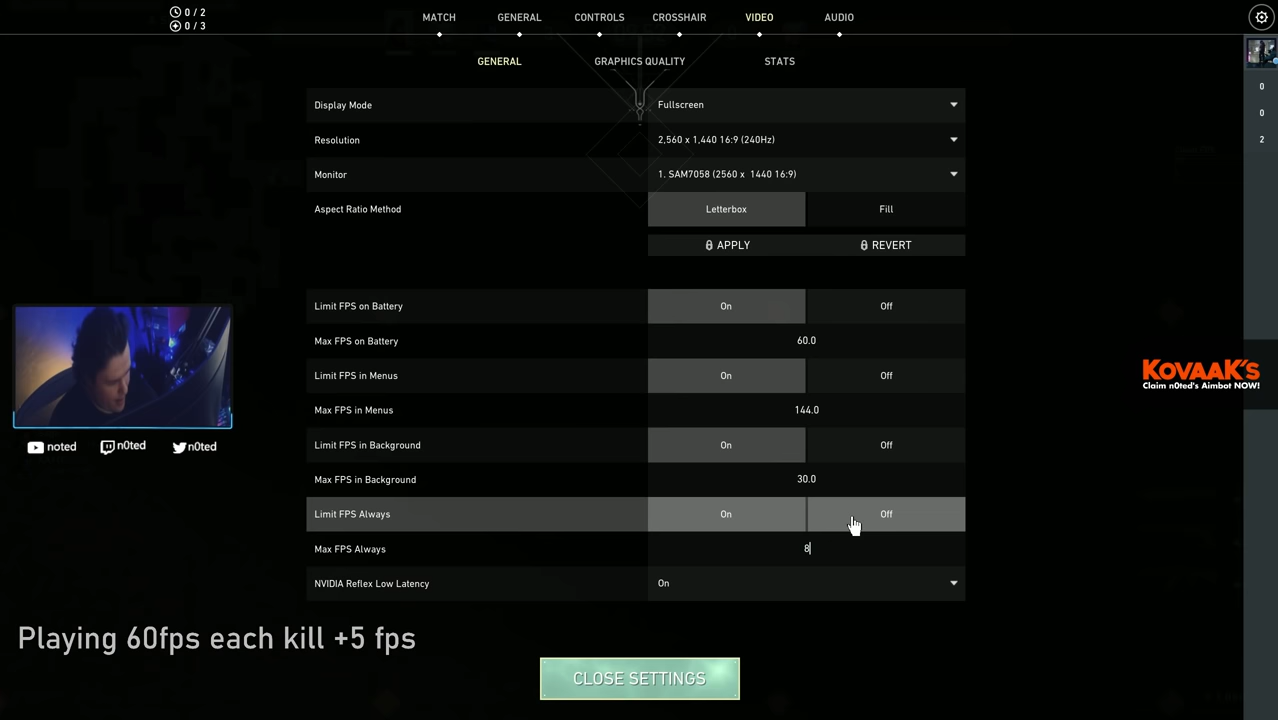 0 / 2
0 / 3
MATCH
GENERAL
CONTROLS
CROSSHAIR
VIDEO
AUDIO
GENERAL
GRAPHICS QUALITY
STATS
Display Mode
Fullscreen
Resolution
2,560 x 1,440 16:9 (240Hz)
Monitor
1. SAM7058 (2560 x 1440 16:9)
Aspect Ratio Method
Letterbox
Fill
APPLY
REVERT
Limit FPS on Battery
On
Off
Max FPS on Battery
60.0
Limit FPS in Menus
On
Off
Max FPS in Menus
144.0
Limit FPS in Background
On
Off
Max FPS in Background
30.0
Limit FPS Always
On
Off
Max FPS Always
8
NVIDIA Reflex Low Latency
On
noted
n0ted
n0ted
0
0
2
KOVAAK'S
Claim n0ted's Aimbot NOW!
Playing 60fps each kill +5 fps
CLOSE SETTINGS